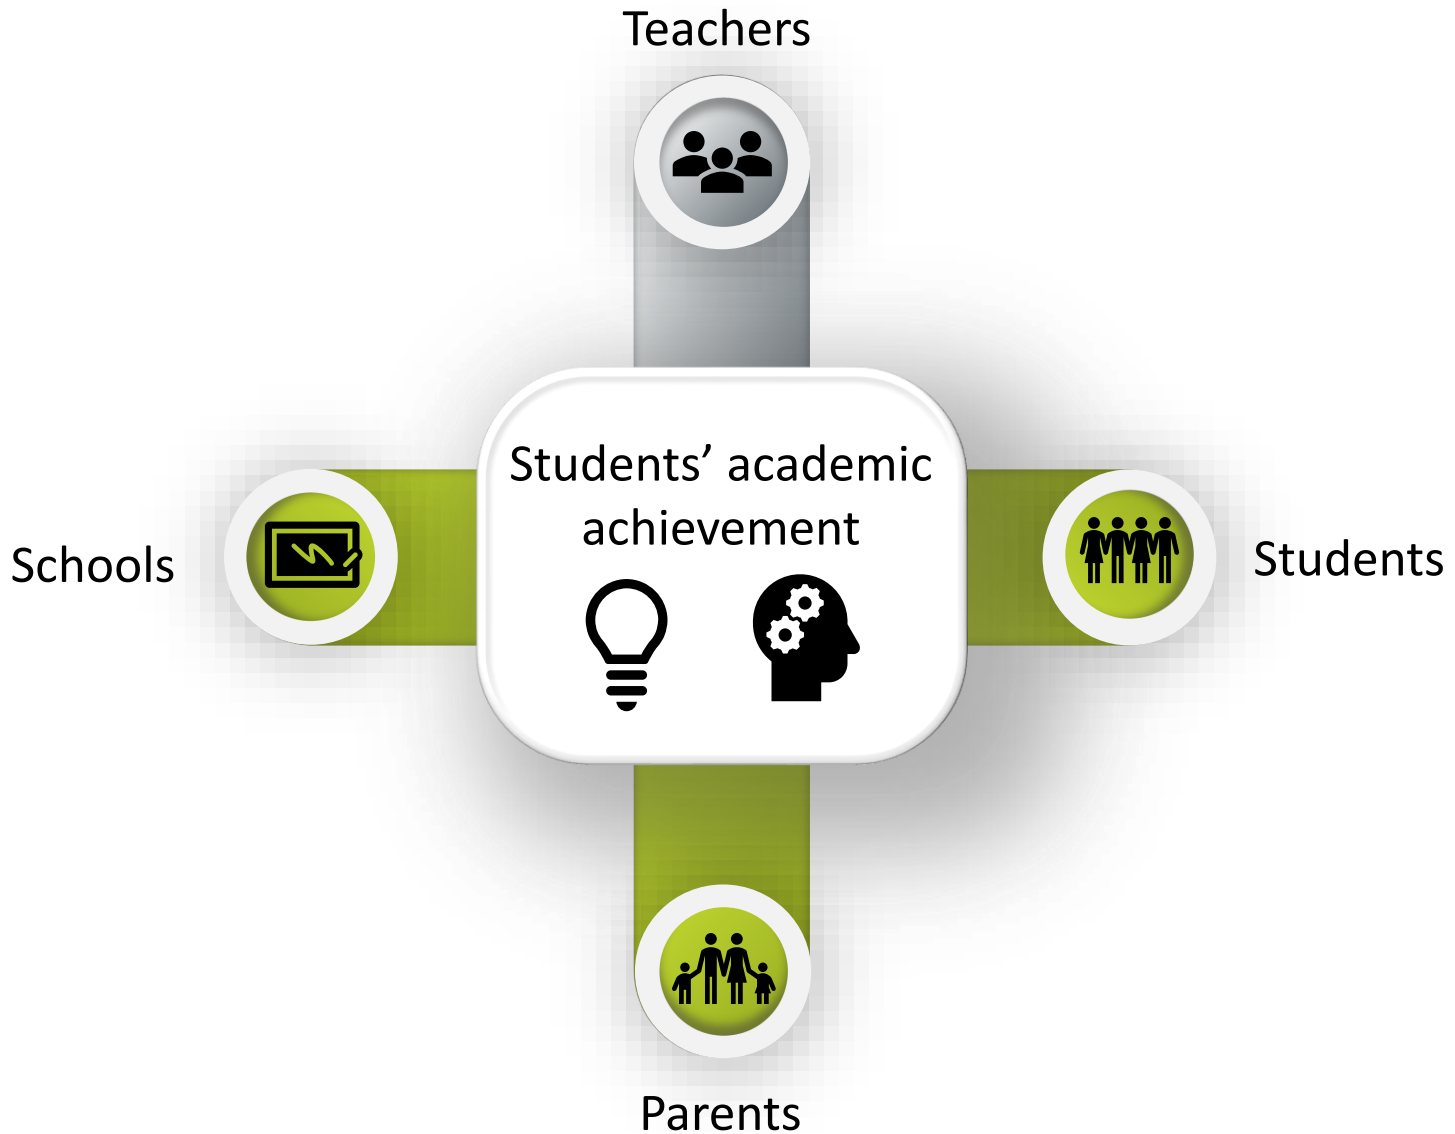 Teachers
Students’ academic
achievement
Schools
Students
Parents